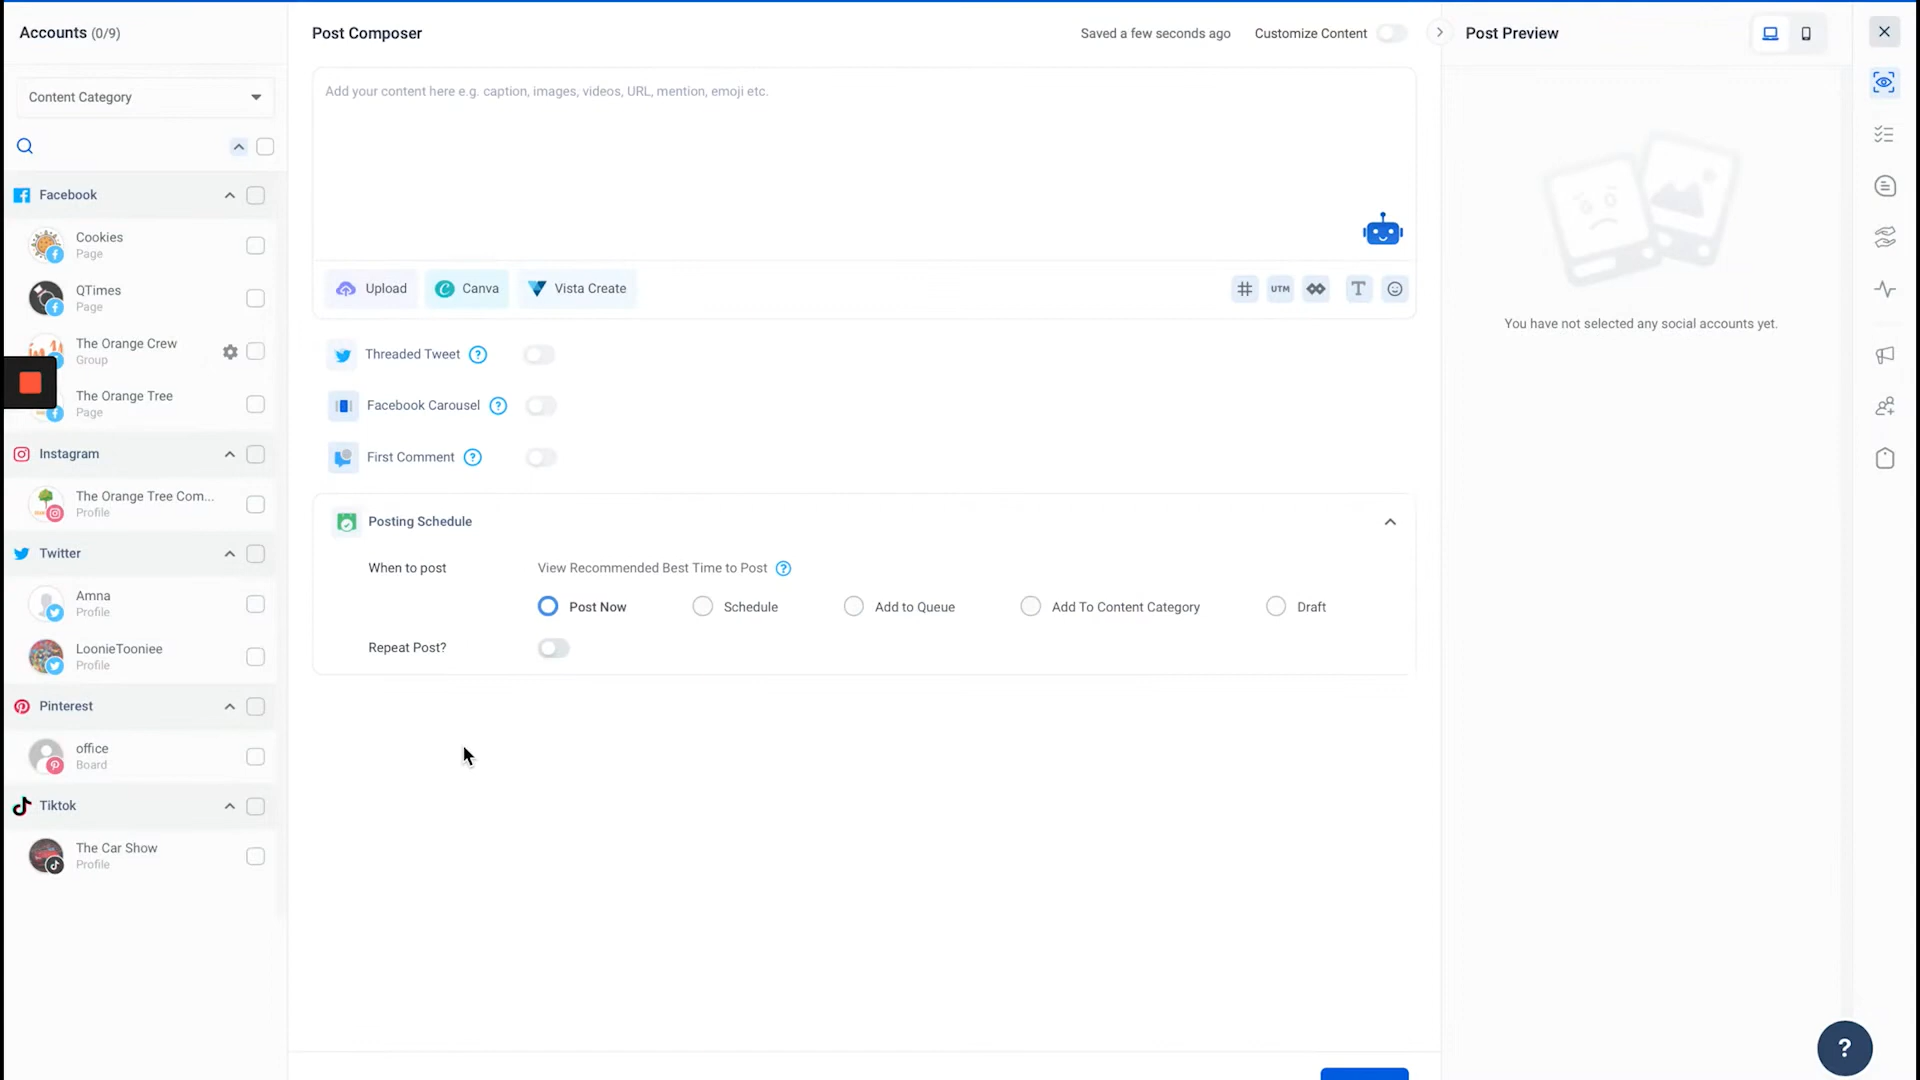 Accounts (0/9)
Content Category
Facebook
Cookies
Page
QTimes
Page
The Orange Crew
Group
The Orange Tree
Page
Instagram
The Orange Tree Com...
Profile
Twitter
Amna
Profile
LoonieTooniee
Profile
Pinterest
office
Board
Tiktok
The Car Show
Profile
Post Composer
Saved a few seconds ago
Customize Content
Add your content here e.g. caption, images, videos, URL, mention, emoji etc.
Upload
Canva
Vista Create
UTM
Threaded Tweet ?
Facebook Carousel ?
First Comment ?
Posting Schedule
When to post
View Recommended Best Time to Post ?
Post Now
Schedule
Add to Queue
Add To Content Category
Draft
Repeat Post?
Post Preview
You have not selected any social accounts yet.
?